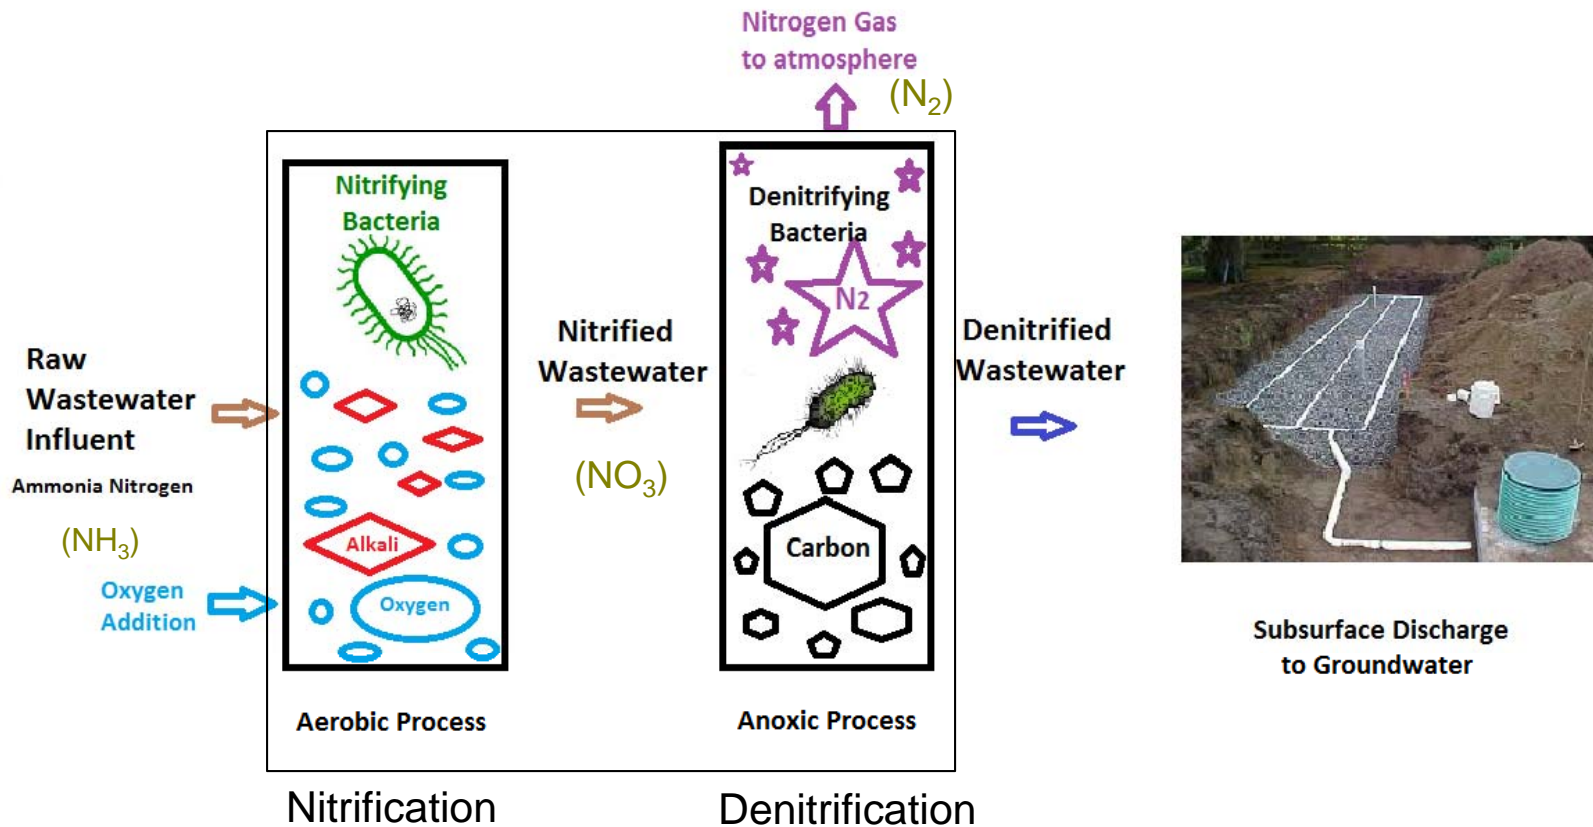 Nitrogen Gas
to atmosphere
(N₂)
Nitrifying
Bacteria
Denitrifying
Bacteria
N2
Raw
Wastewater
Influent
Ammonia Nitrogen
(NH₃)
Oxygen
Addition
Alkali
Oxygen
Nitrified
Wastewater
(NO₃)
Carbon
Denitrified
Wastewater
Subsurface Discharge
to Groundwater
Aerobic Process
Anoxic Process
Nitrification
Denitrification